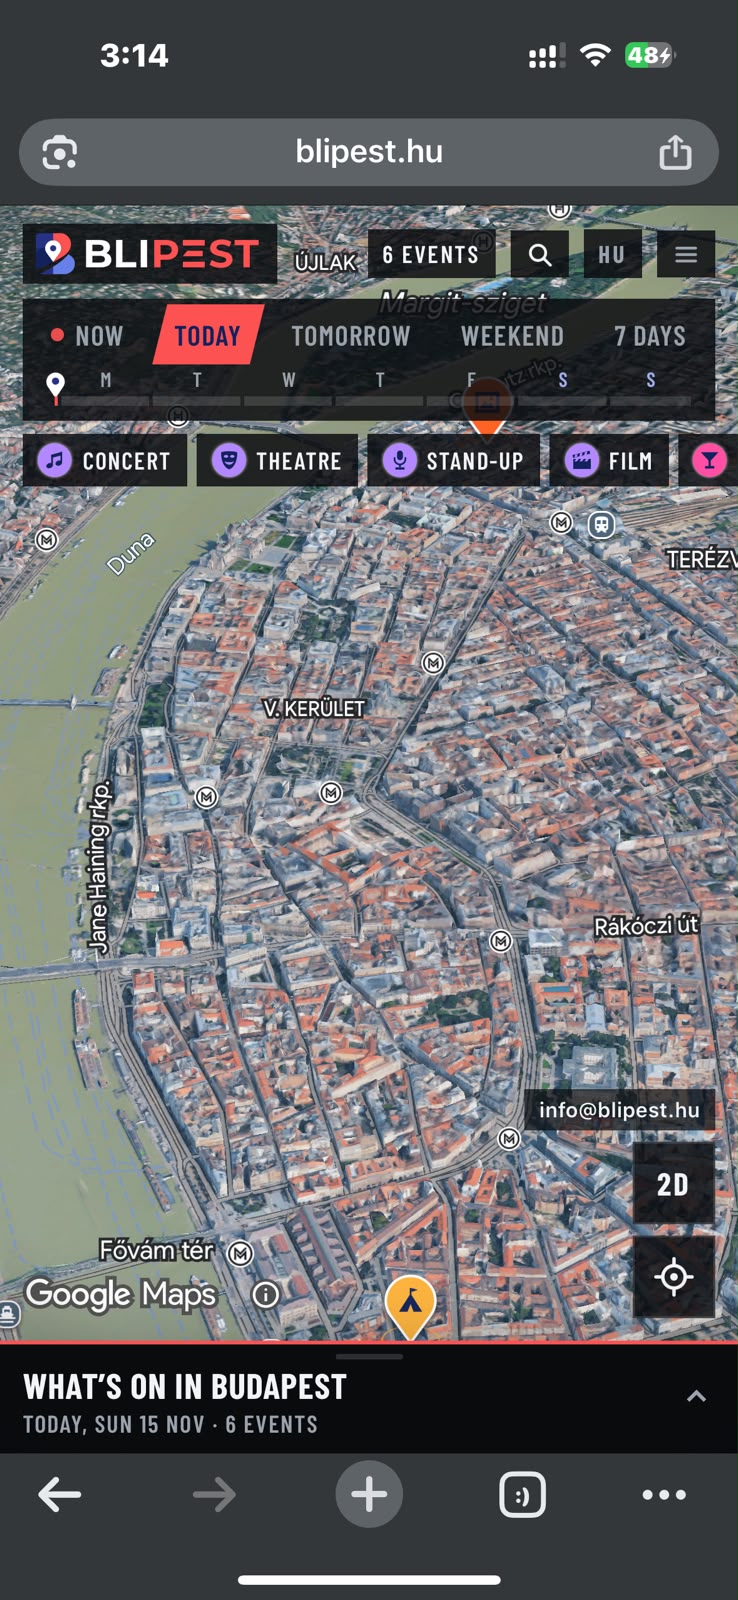 3:14
48
blipest.hu
BLIPEST
ÚJLAK
6 EVENTS
HU
Margit-sziget
NOW
TODAY
TOMORROW
WEEKEND
7 DAYS
M T W T F S S
rkp.
CONCERT
THEATRE
STAND-UP
FILM
Duna
TERÉZV
V. KERÜLET
Jane Haining rkp.
Rákóczi út
info@blipest.hu
2D
Fővám tér
Google Maps
WHAT'S ON IN BUDAPEST
TODAY, SUN 15 NOV · 6 EVENTS
:)